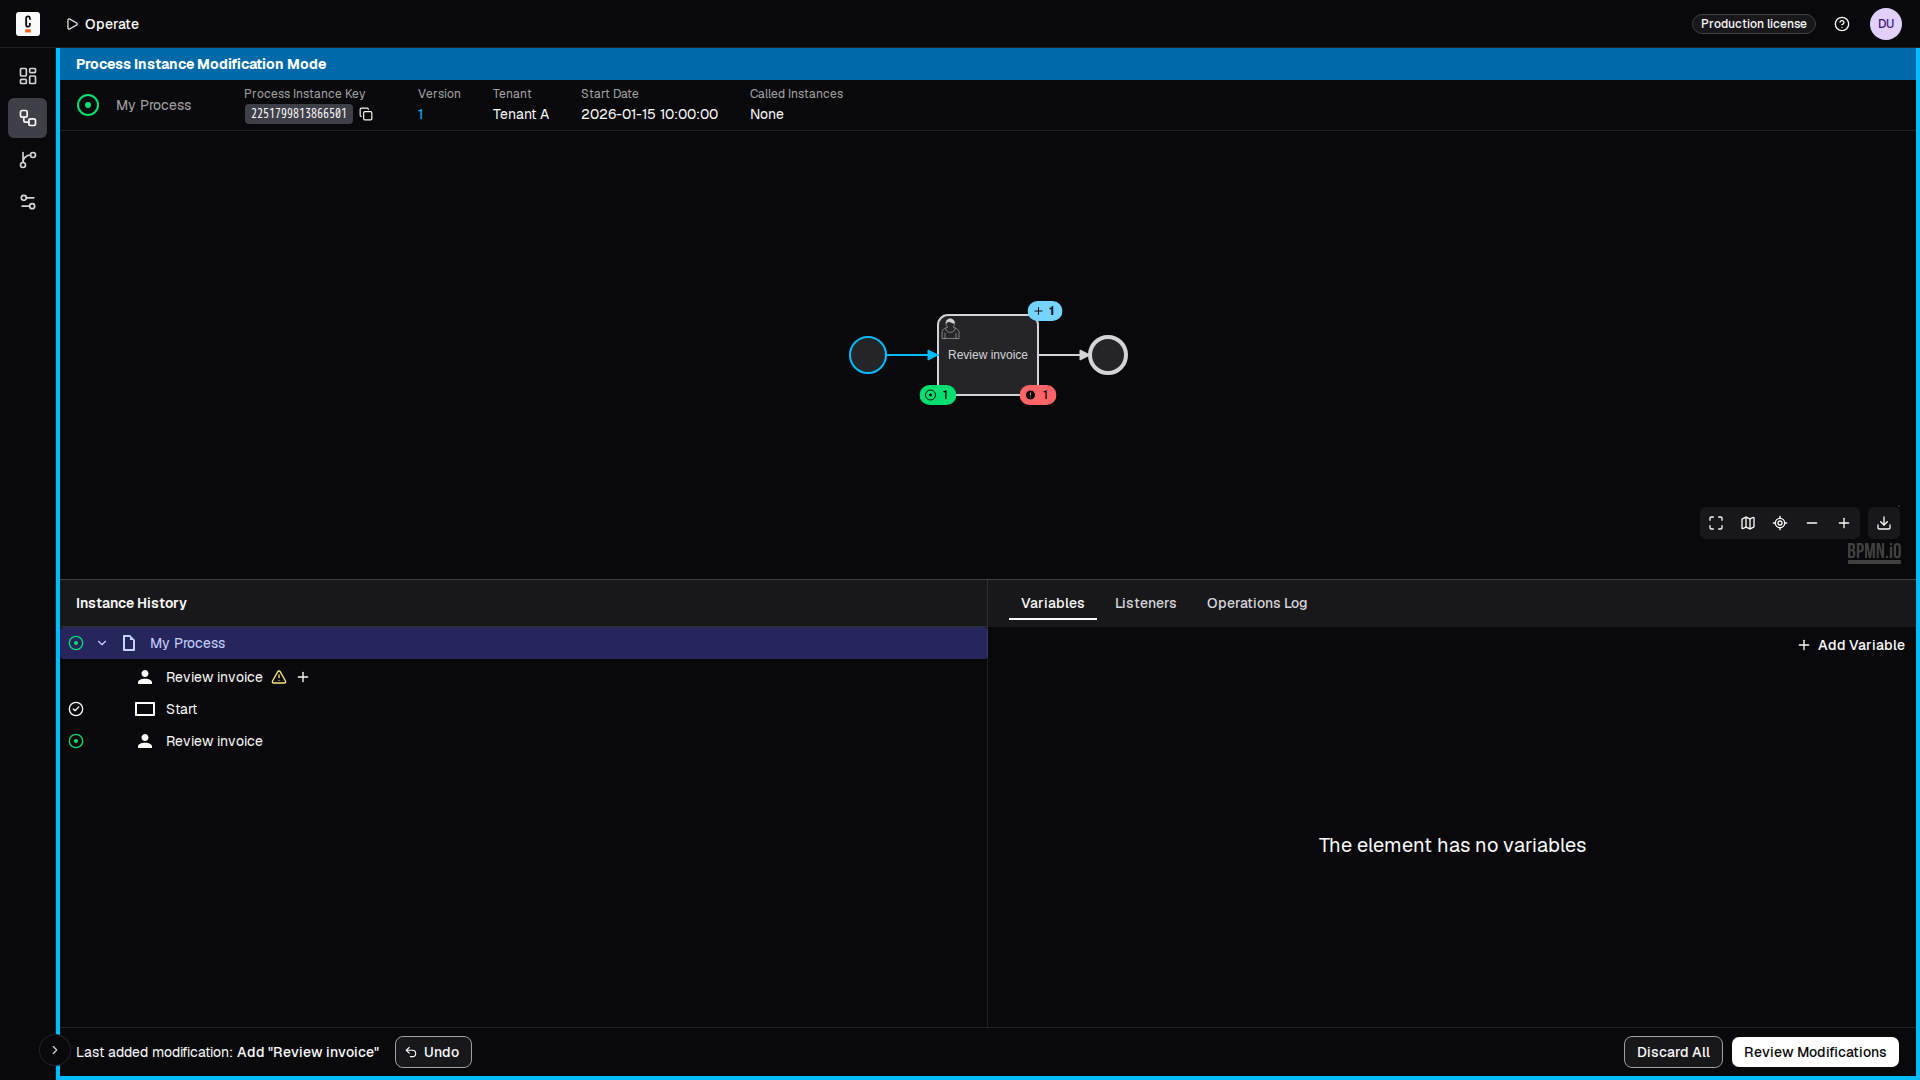 C
Operate
Production license
DU
Process Instance Modification Mode
My Process
Process Instance Key
2251799813866501
Version
1
Tenant
Tenant A
Start Date
2026-01-15 10:00:00
Called Instances
None
1
Review invoice
1
1
BPMN.iO
Instance History
Variables
Listeners
Operations Log
My Process
Add Variable
Review invoice
Start
Review invoice
The element has no variables
Last added modification: Add "Review invoice"
Undo
Discard All
Review Modifications